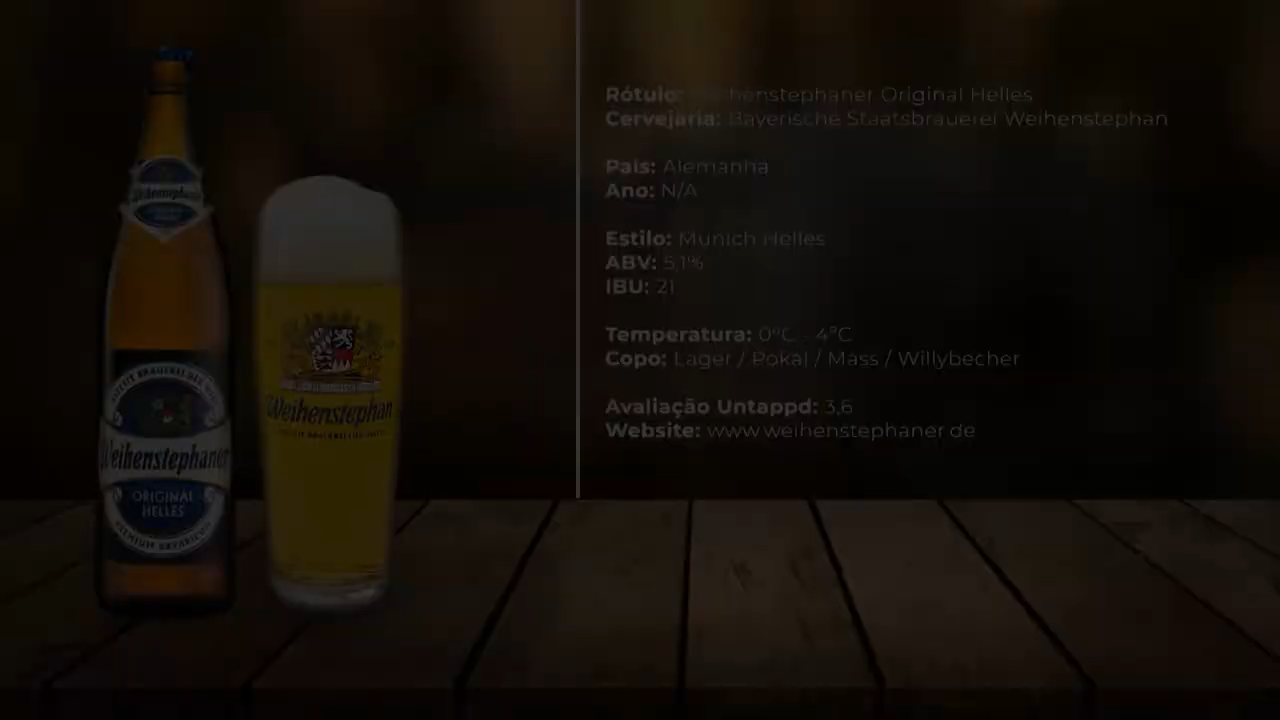 Rótulo: Weihenstephaner Original Helles
Cervejaria: Bayerische Staatsbrauerei Weihenstephan
País: Alemanha
Ano: N/A
Estilo: Munich Helles
ABV: 5,1%
IBU: 21
Temperatura: 0°C - 4°C
Copo: Lager / Pokal / Mass / Willybecher
Avaliação Untappd: 3,6
Website: www.weihenstephaner.de
Weihenstephaner
ORIGINAL
HELLES
PREMIUM BAVARICUM
Weihenstephan